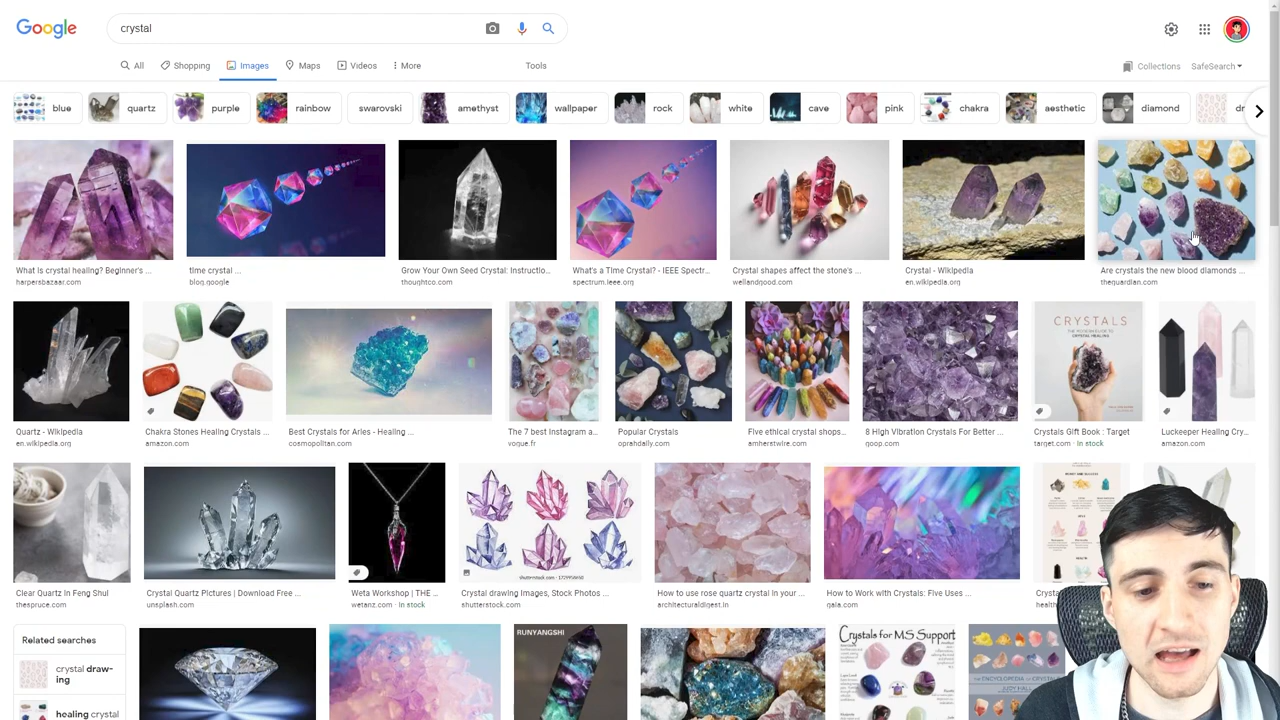 Google
crystal
All
Shopping
Images
Maps
Videos
More
Tools
Collections
SafeSearch
blue
quartz
purple
rainbow
swarovski
amethyst
wallpaper
rock
white
cave
pink
chakra
aesthetic
diamond
What is crystal healing? Beginner's ...
harpersbazaar.com
time crystal ...
blog.google
Grow Your Own Seed Crystal: Instructio...
thoughtco.com
What's a Time Crystal? - IEEE Spectr...
spectrum.ieee.org
Crystal shapes affect the stone's ...
wellandgood.com
Crystal - Wikipedia
en.wikipedia.org
Are crystals the new blood diamonds ...
theguardian.com
CRYSTALS
Quartz - Wikipedia
en.wikipedia.org
Chakra Stones Healing Crystals ...
amazon.com
Best Crystals for Aries - Healing ...
cosmopolitan.com
The 7 best Instagram a...
vogue.fr
Popular Crystals
oprahdaily.com
Five ethical crystal shops...
amherstwire.com
8 High Vibration Crystals For Better ...
goop.com
Crystals Gift Book : Target
target.com · In stock
Luckeeper Healing Cry...
amazon.com
Clear Quartz in Feng Shui
thespruce.com
Crystal Quartz Pictures | Download Free ...
unsplash.com
Weta Workshop | THE ...
wetanz.com · In stock
Crystal drawing Images, Stock Photos ...
shutterstock.com
How to use rose quartz crystal in your ...
architecturaldigest.in
How to Work with Crystals: Five Uses ...
gaia.com
Related searches
crystal draw-
ing
healing crystal
RUNYANGSHI
Crystals for MS Support
THE ENCYCLOPEDIA OF CRYSTALS
JUDY HALL